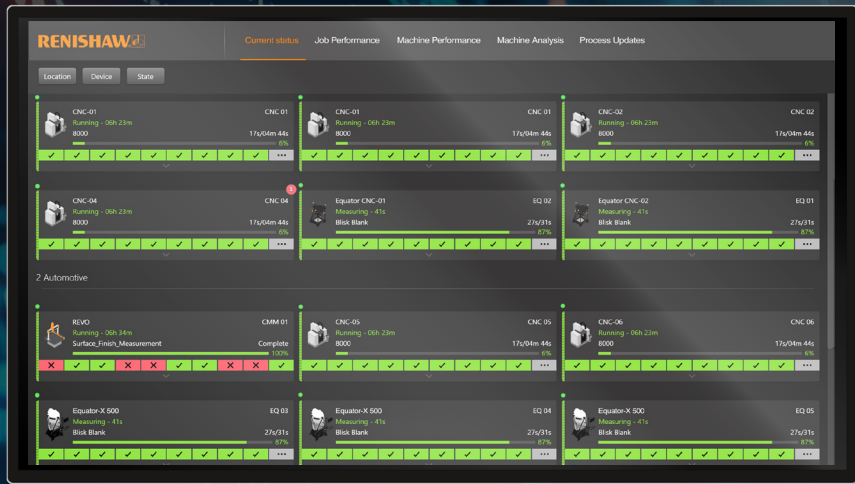 RENISHAW
Current status Job Performance Machine Performance Machine Analysis Process Updates
Location Device State
CNC-01 CNC 01
Running - 06h 23m
8000 17s/04m 44s
6%
CNC-01 CNC 01
Running - 06h 23m
8000 17s/04m 44s
6%
CNC-02 CNC 02
Running - 06h 23m
8000 17s/04m 44s
6%
1
CNC-04 CNC 04
Running - 06h 23m
8000 17s/04m 44s
6%
Equator CNC-01 EQ 02
Measuring - 41s
Blisk Blank 27s/31s
87%
Equator CNC-02 EQ 01
Measuring - 41s
Blisk Blank 27s/31s
87%
2 Automotive
REVO CMM 01
Running - 06h 34m
Surface_Finish_Measurement Complete
100%
CNC-05 CNC 05
Running - 06h 23m
8000 17s/04m 44s
6%
CNC-06 CNC 06
Running - 06h 23m
8000 17s/04m 44s
6%
Equator-X 500 EQ 03
Measuring - 41s
Blisk Blank 27s/31s
87%
Equator-X 500 EQ 04
Measuring - 41s
Blisk Blank 27s/31s
87%
Equator-X 500 EQ 05
Measuring - 41s
Blisk Blank 27s/31s
87%